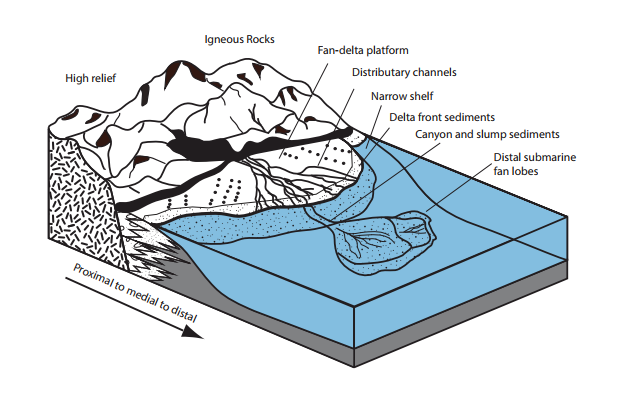 Igneous Rocks
Fan-delta platform
High relief
Distributary channels
Narrow shelf
Delta front sediments
Canyon and slump sediments
Distal submarine
fan lobes
Proximal to medial to distal